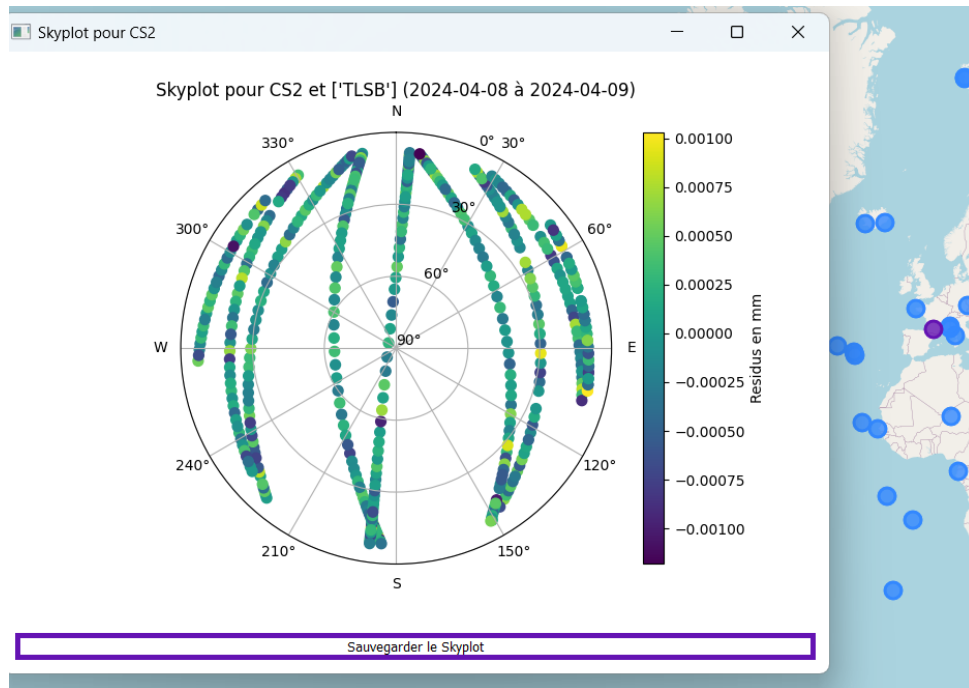 Skyplot pour CS2
Skyplot pour CS2 et ['TLSB'] (2024-04-08 à 2024-04-09)
N
330°
0°
30°
0.00100
0.00075
30°
300°
60°
0.00050
60°
0.00025
W
90°
E
0.00000
Residus en mm
−0.00025
−0.00050
240°
120°
−0.00075
−0.00100
210°
150°
S
Sauvegarder le Skyplot